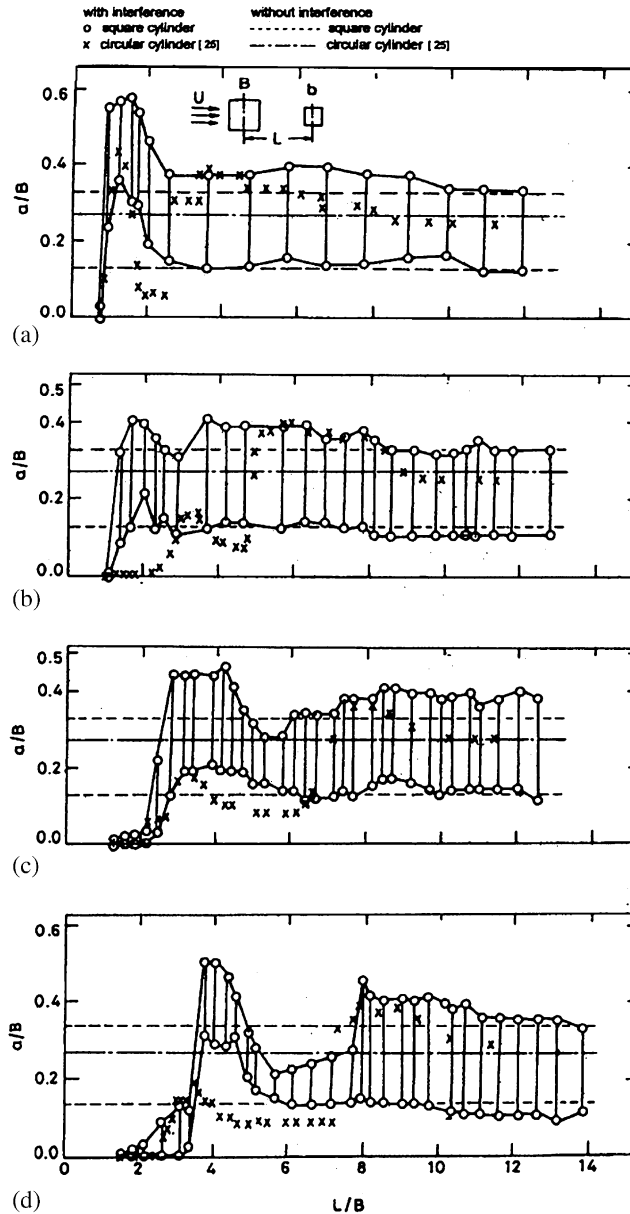 with interference
without interference
o square cylinder
square cylinder
x circular cylinder [25]
circular cylinder [25]
0.6
0.4
0.2
0.0
a/B
U
B
b
L
(a)
0.5
0.4
0.2
0.0
a/B
(b)
0.5
0.4
0.2
0.0
a/B
(c)
0.6
0.4
0.2
0.0
a/B
0
2
4
6
8
10
12
14
(d)
L/B